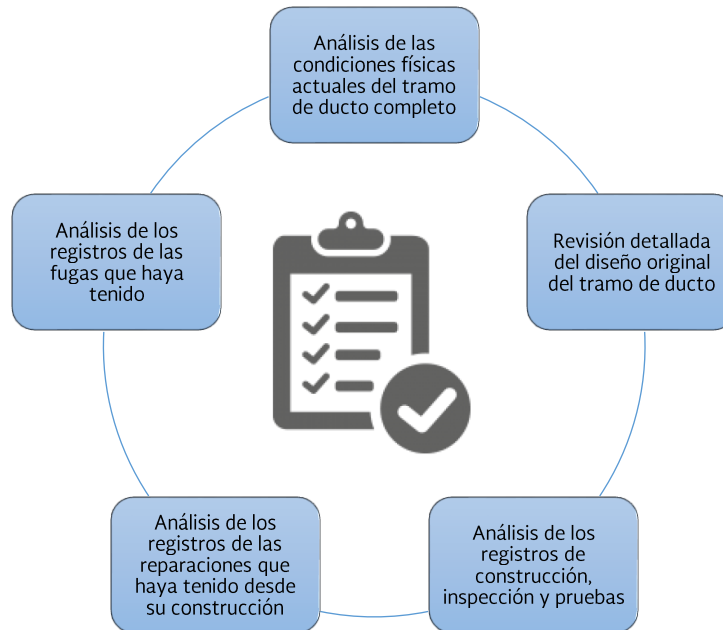 Análisis de las
condiciones físicas
actuales del tramo
de ducto completo
Revisión detallada
del diseño original
del tramo de ducto
Análisis de los
registros de
construcción,
inspección y pruebas
Análisis de los
registros de las
reparaciones que
haya tenido desde
su construcción
Análisis de los
registros de las
fugas que haya
tenido